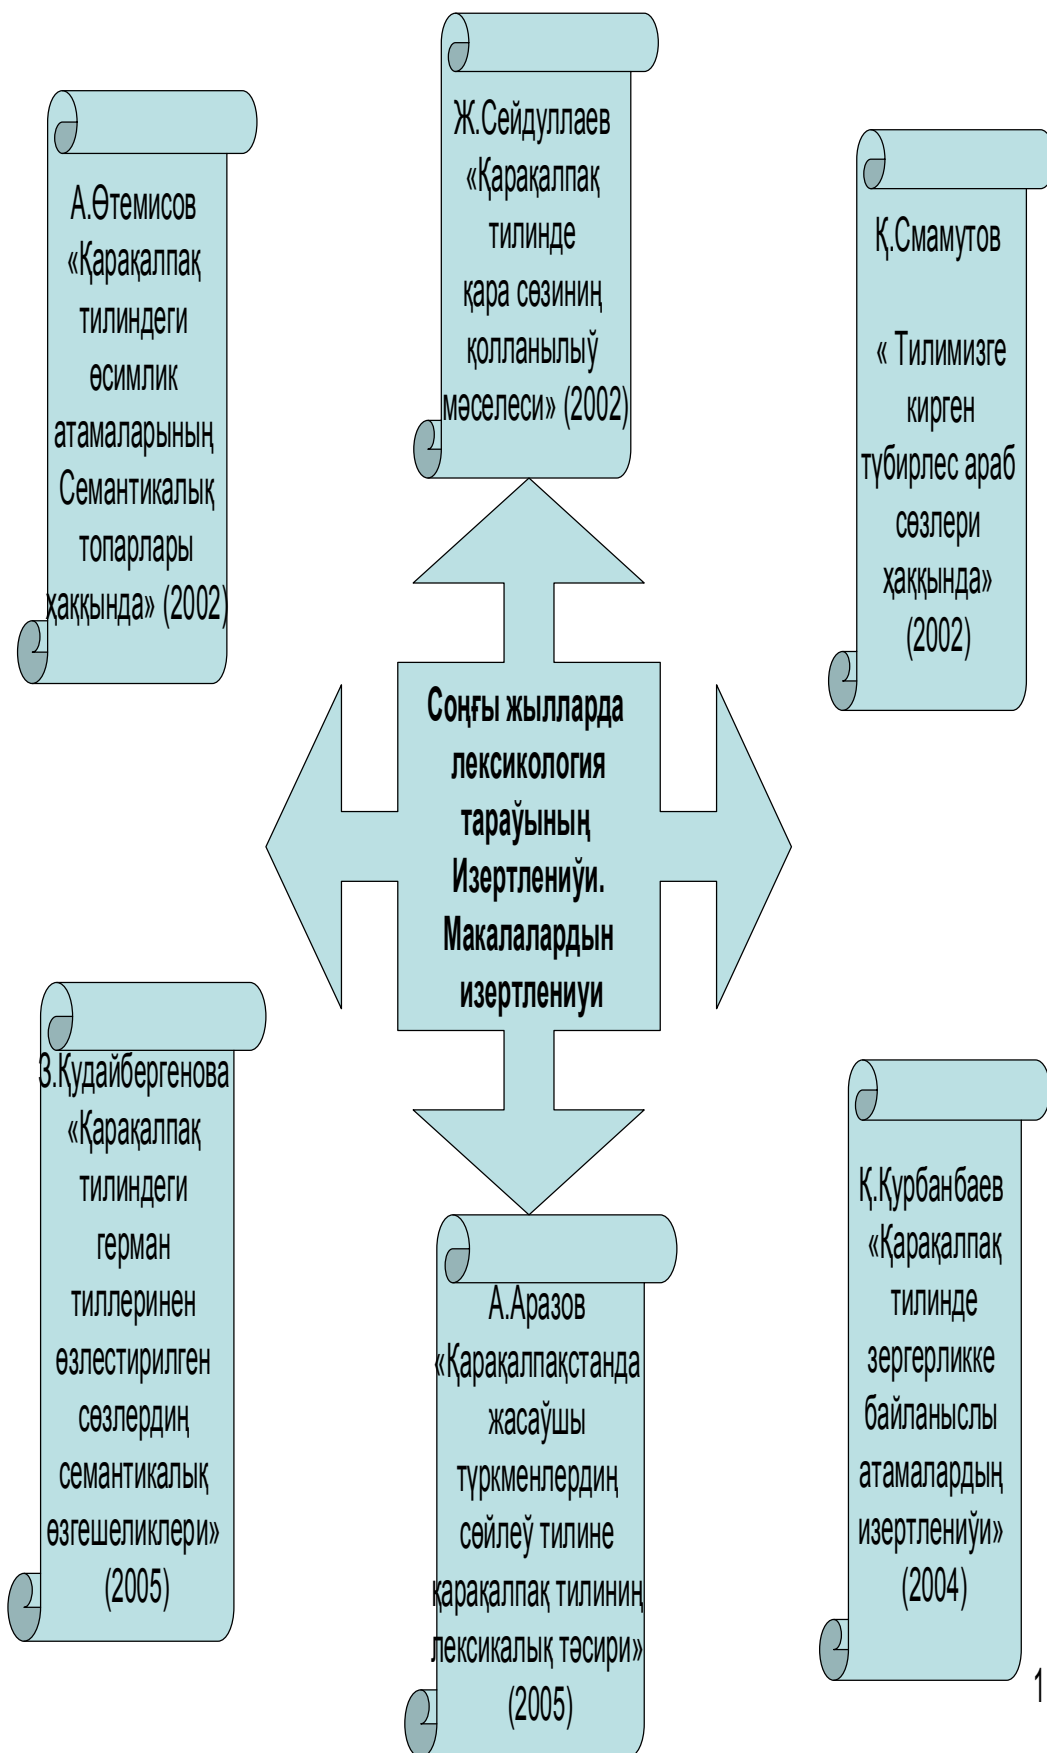 А.Өтемисов
«Қарақалпақ
тилиндеги
өсимлик
атамаларының
Семантикалық
топарлары
ҳаққында» (2002)
Ж.Сейдуллаев
«Қарақалпақ
тилинде
қара сөзиниң
қолланылыў
мәселеси» (2002)
Қ.Смамутов
« Тилимизге
кирген
түбирлес араб
сөзлери
ҳаққында»
(2002)
Соңғы жылларда
лексикология
тараўының
Изертлениўи.
Макалалардын
изертлениуи
З.Қудайбергенова
«Қарақалпақ
тилиндеги
герман
тиллеринен
өзлестирилген
сөзлердиң
семантикалық
өзгешеликлери»
(2005)
А.Аразов
«Қарақалпақстанда
жасаўшы
түркменлердиң
сөйлеў тилине
қарақалпақ тилиниң
лексикалық тәсири»
(2005)
Қ.Қурбанбаев
«Қарақалпақ
тилинде
зергерликке
байланыслы
атамалардың
изертлениўи»
(2004)
1